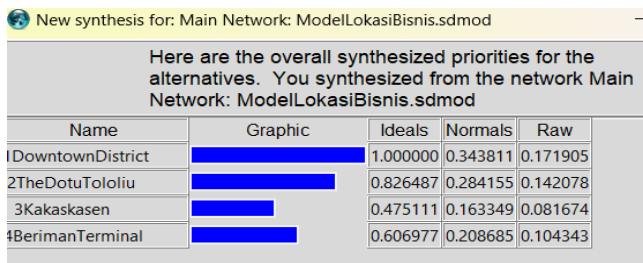 New synthesis for: Main Network: ModelLokasiBisnis.sdmod
Here are the overall synthesized priorities for the
alternatives. You synthesized from the network Main
Network: ModelLokasiBisnis.sdmod
Name Graphic Ideals Normals Raw
1DowntownDistrict 1.000000 0.343811 0.171905
2TheDotuTololiu 0.826487 0.284155 0.142078
3Kakaskasen 0.475111 0.163349 0.081674
4BerimanTerminal 0.606977 0.208685 0.104343